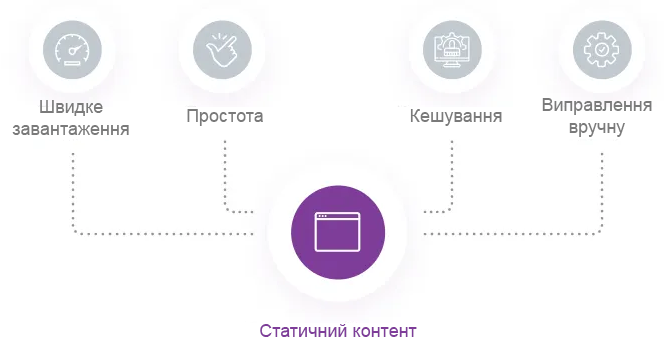 Швидке
завантаження
Простота
Кешування
Виправлення
вручну
Статичний контент